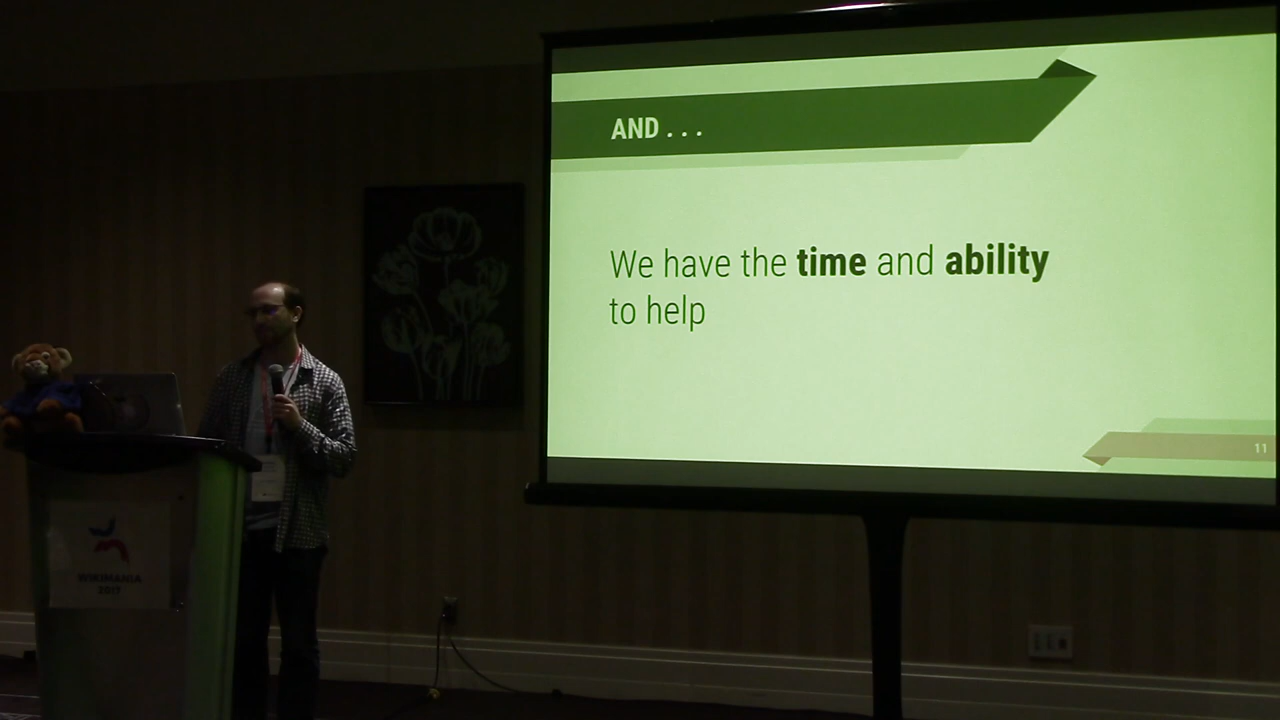 AND . . .
We have the time and ability
to help
11
WIKIMANIA
2017